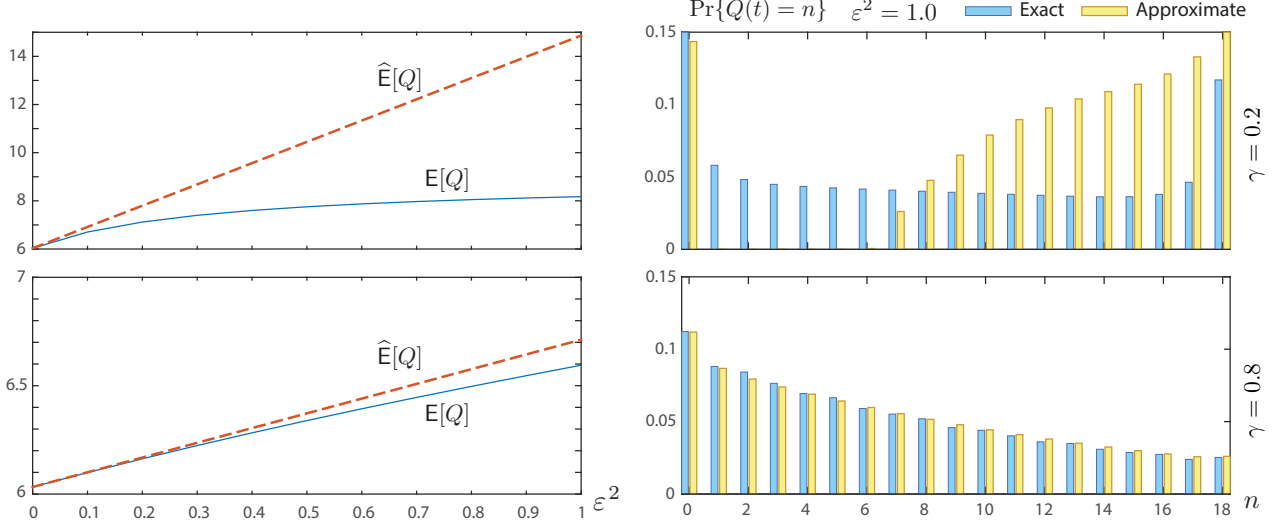 Pr{Q(t) = n} ε² = 1.0 Exact Approximate
14
12
10
8
6
Ê[Q]
E[Q]
0.15
0.1
0.05
0
γ = 0.2
7
6.5
6
Ê[Q]
E[Q]
0 0.1 0.2 0.3 0.4 0.5 0.6 0.7 0.8 0.9 1 ε²
0.15
0.1
0.05
0
γ = 0.8
0 2 4 6 8 10 12 14 16 18 n